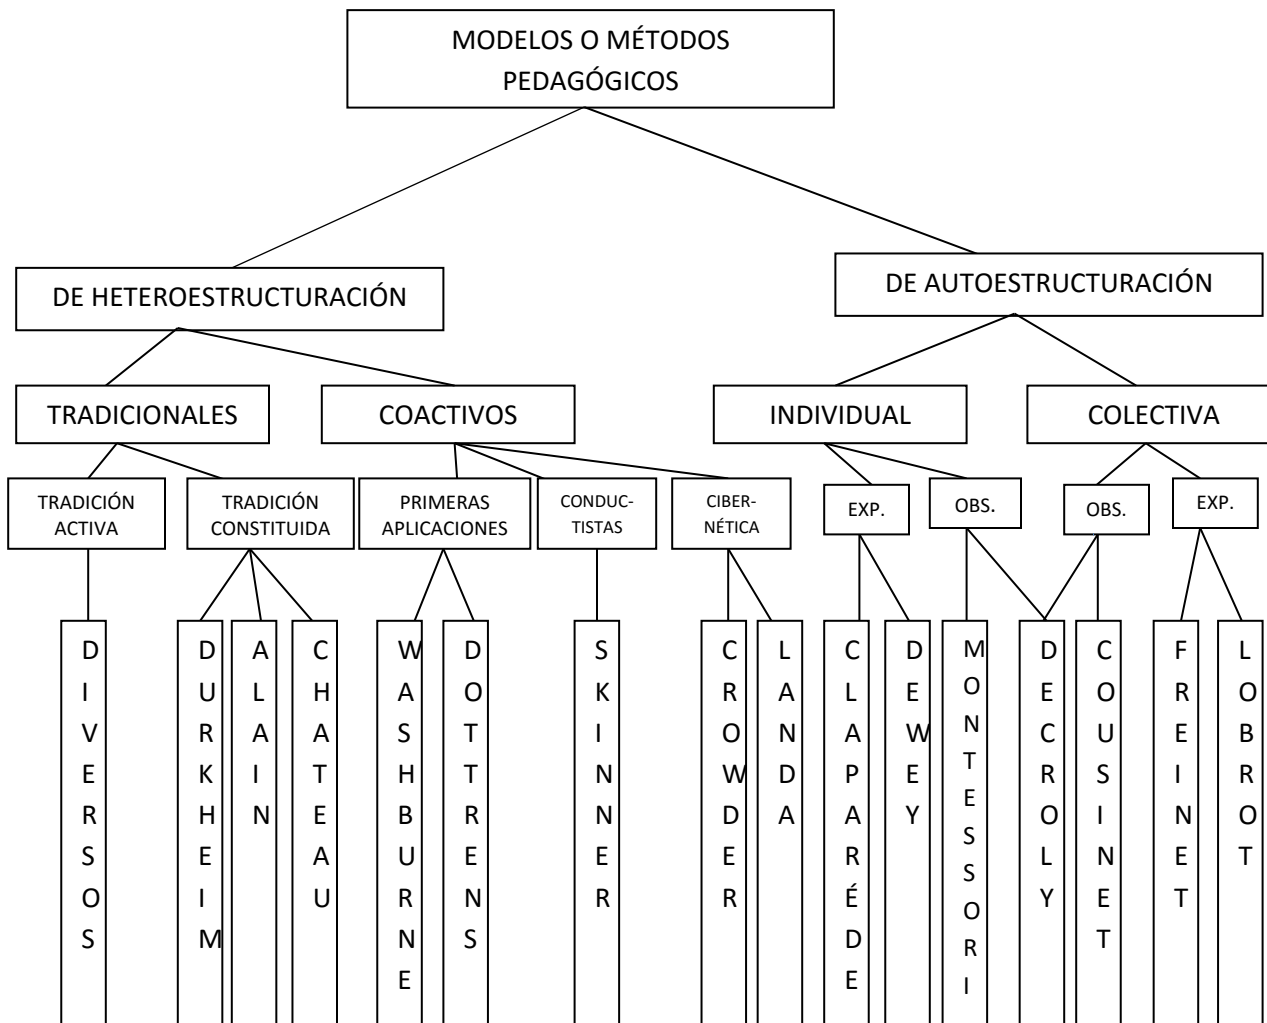 MODELOS O MÉTODOS
PEDAGÓGICOS
DE HETEROESTRUCTURACIÓN
DE AUTOESTRUCTURACIÓN
TRADICIONALES
COACTIVOS
INDIVIDUAL
COLECTIVA
TRADICIÓN
ACTIVA
TRADICIÓN
CONSTITUIDA
PRIMERAS
APLICACIONES
CONDUC-
TISTAS
CIBER-
NÉTICA
EXP.
OBS.
OBS.
EXP.
DIVERSOS
DURKHEIM
ALAIN
CHATEAU
WASHBURNE
DOTTRENS
SKINNER
CROWDER
LANDA
CLAPARÉDE
DEWEY
MONTESSORI
DECROLY
COUSINET
FREINET
LOBROT